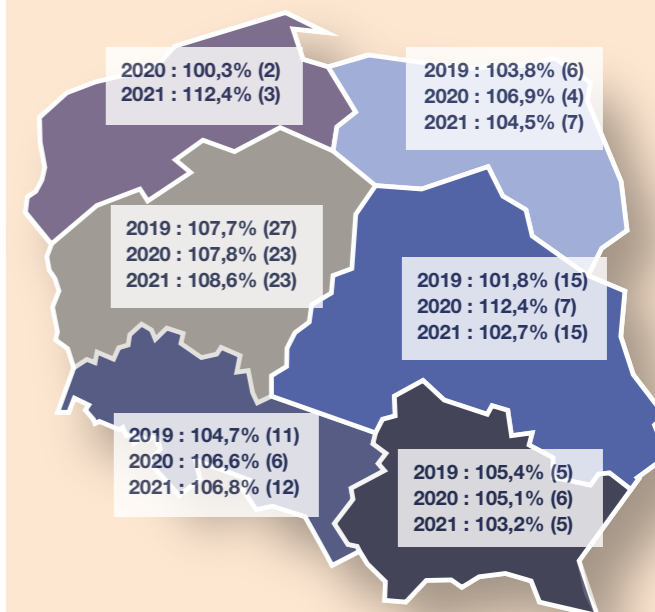 2020 : 100,3% (2)
2021 : 112,4% (3)
2019 : 103,8% (6)
2020 : 106,9% (4)
2021 : 104,5% (7)
2019 : 107,7% (27)
2020 : 107,8% (23)
2021 : 108,6% (23)
2019 : 101,8% (15)
2020 : 112,4% (7)
2021 : 102,7% (15)
2019 : 104,7% (11)
2020 : 106,6% (6)
2021 : 106,8% (12)
2019 : 105,4% (5)
2020 : 105,1% (6)
2021 : 103,2% (5)